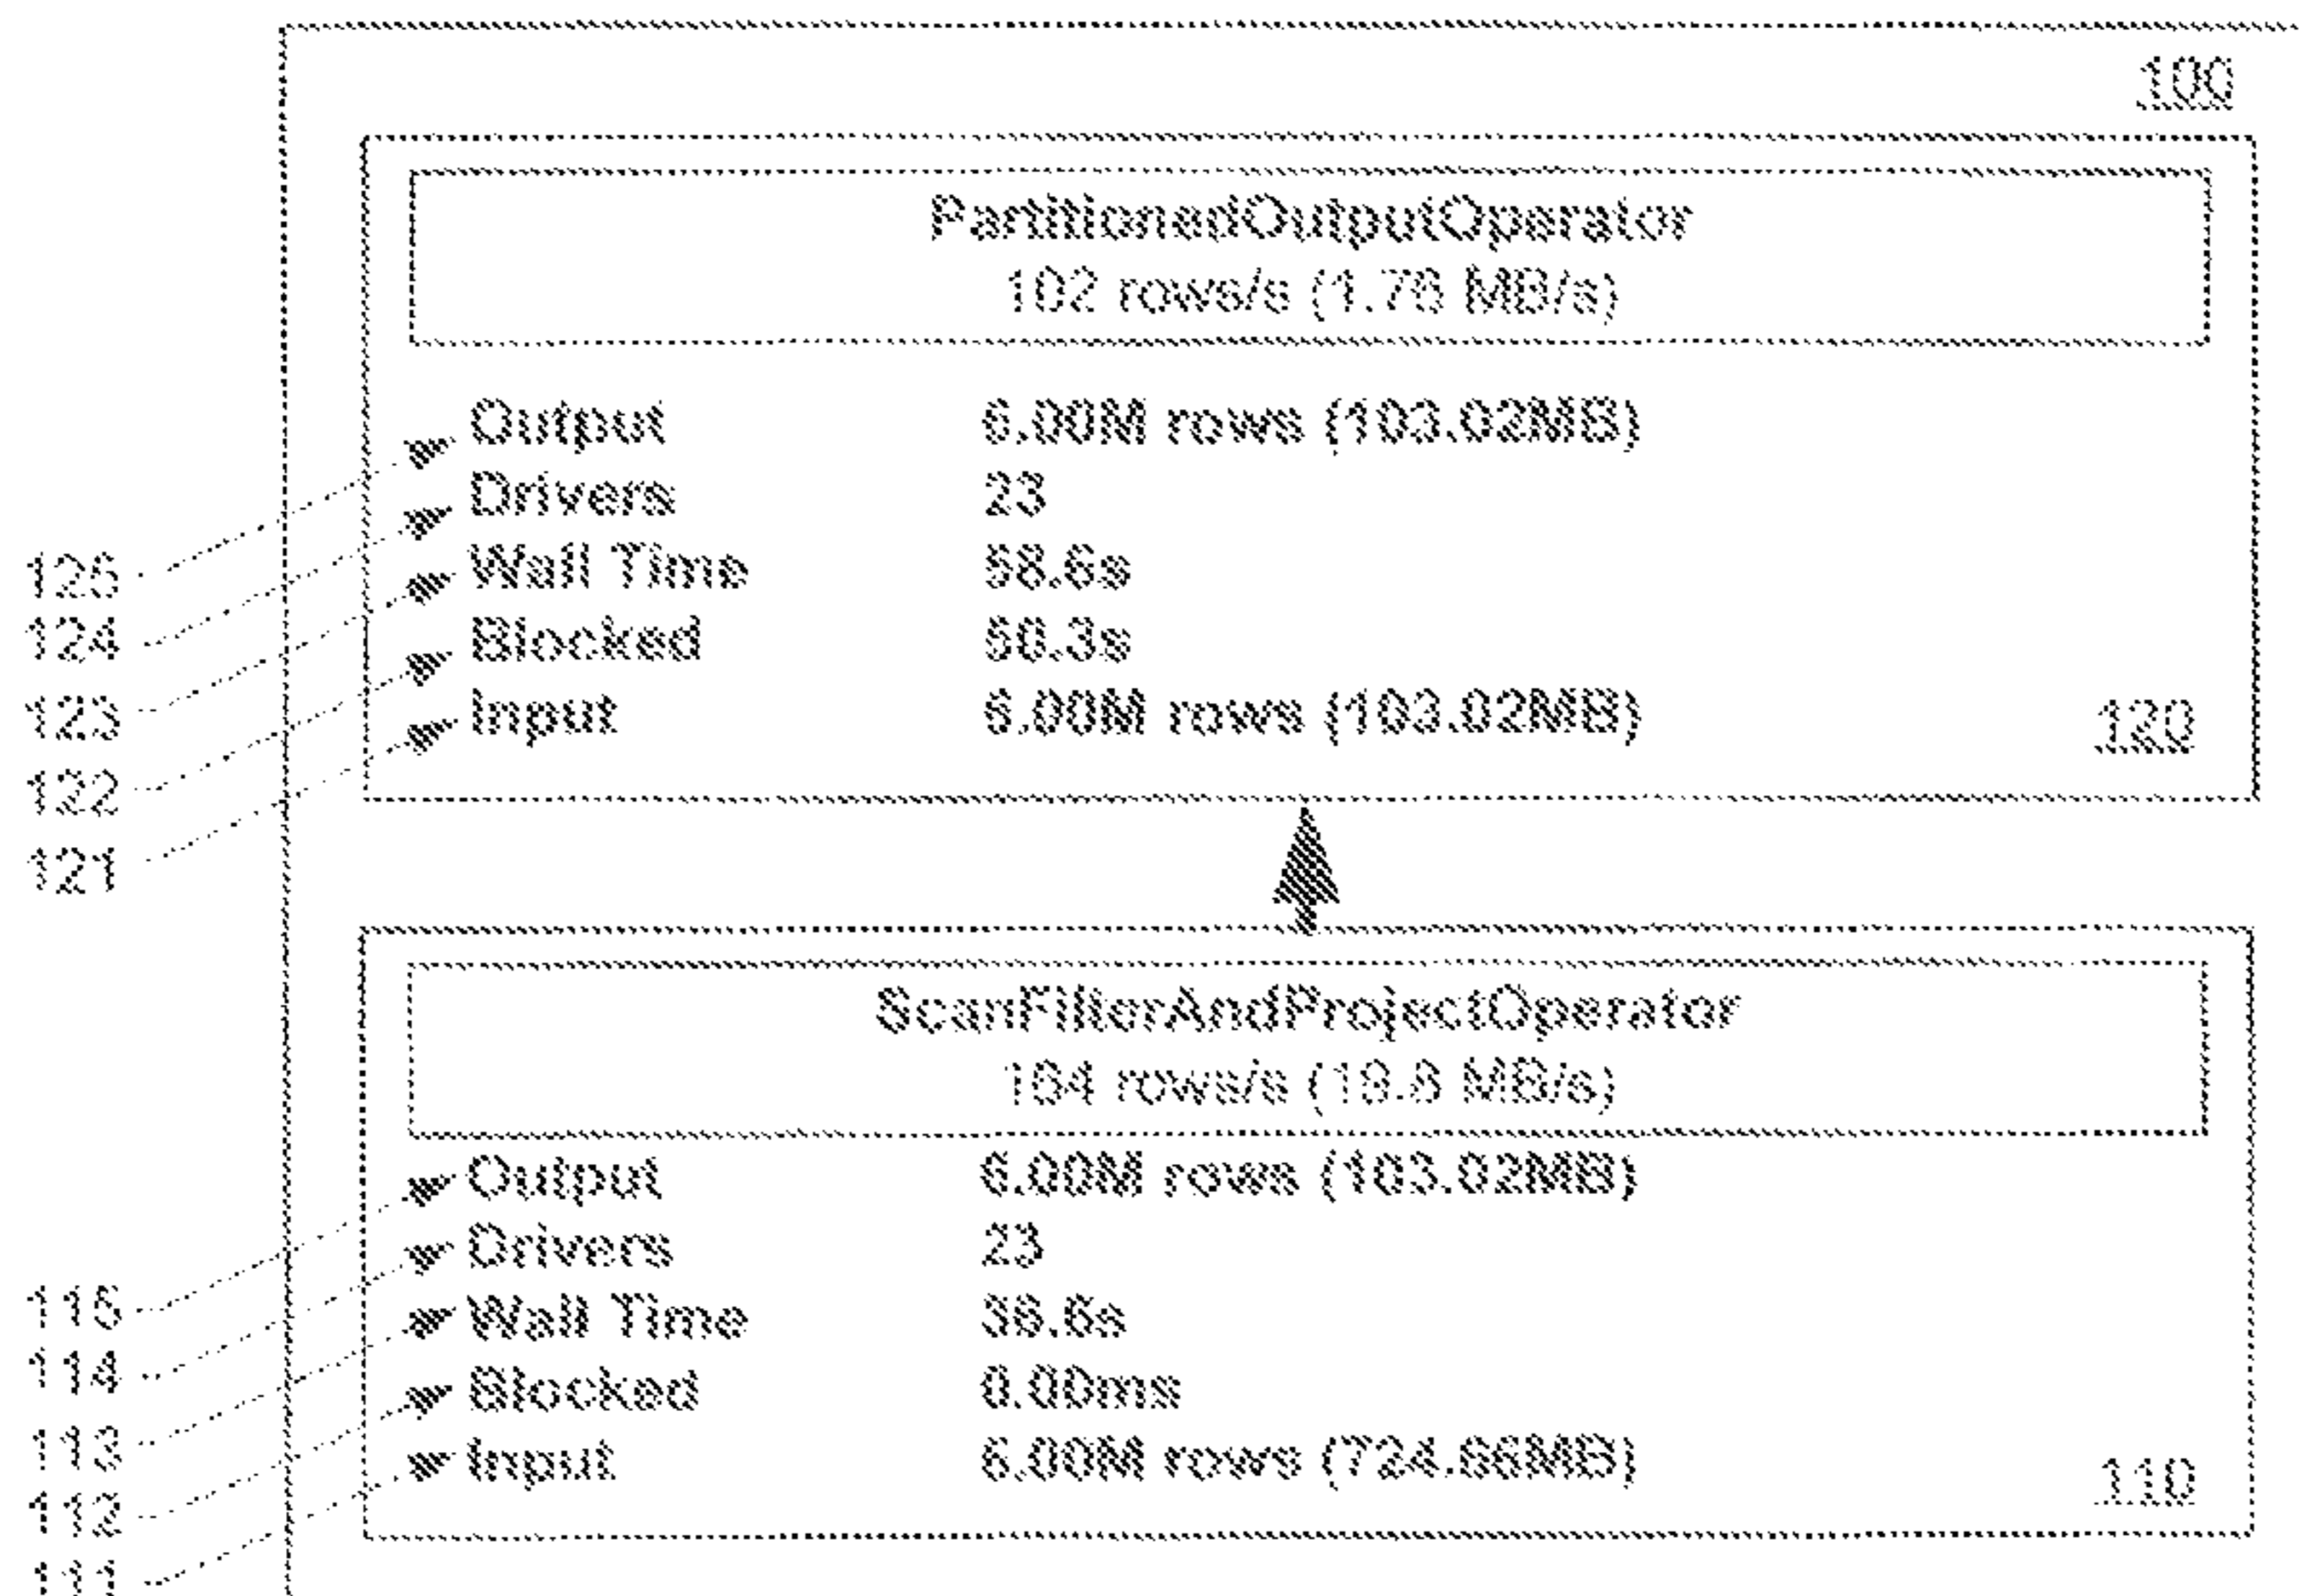 100
PartitionedOutputOperator
102 rows/s (1.76 MB/s)
Output 6.00M rows (103.02MB)
Drivers 23
125 Wall Time 58.6s
124 Blocked 50.3s
123 Input 6.00M rows (103.02MB) 120
122
121
ScanFilterAndProjectOperator
164 rows/s (19.8 MB/s)
Output 6.00M rows (103.02MB)
Drivers 23
115 Wall Time 36.6s
114 Blocked 0.00ms
113 Input 6.00M rows (724.66MB) 110
112
111